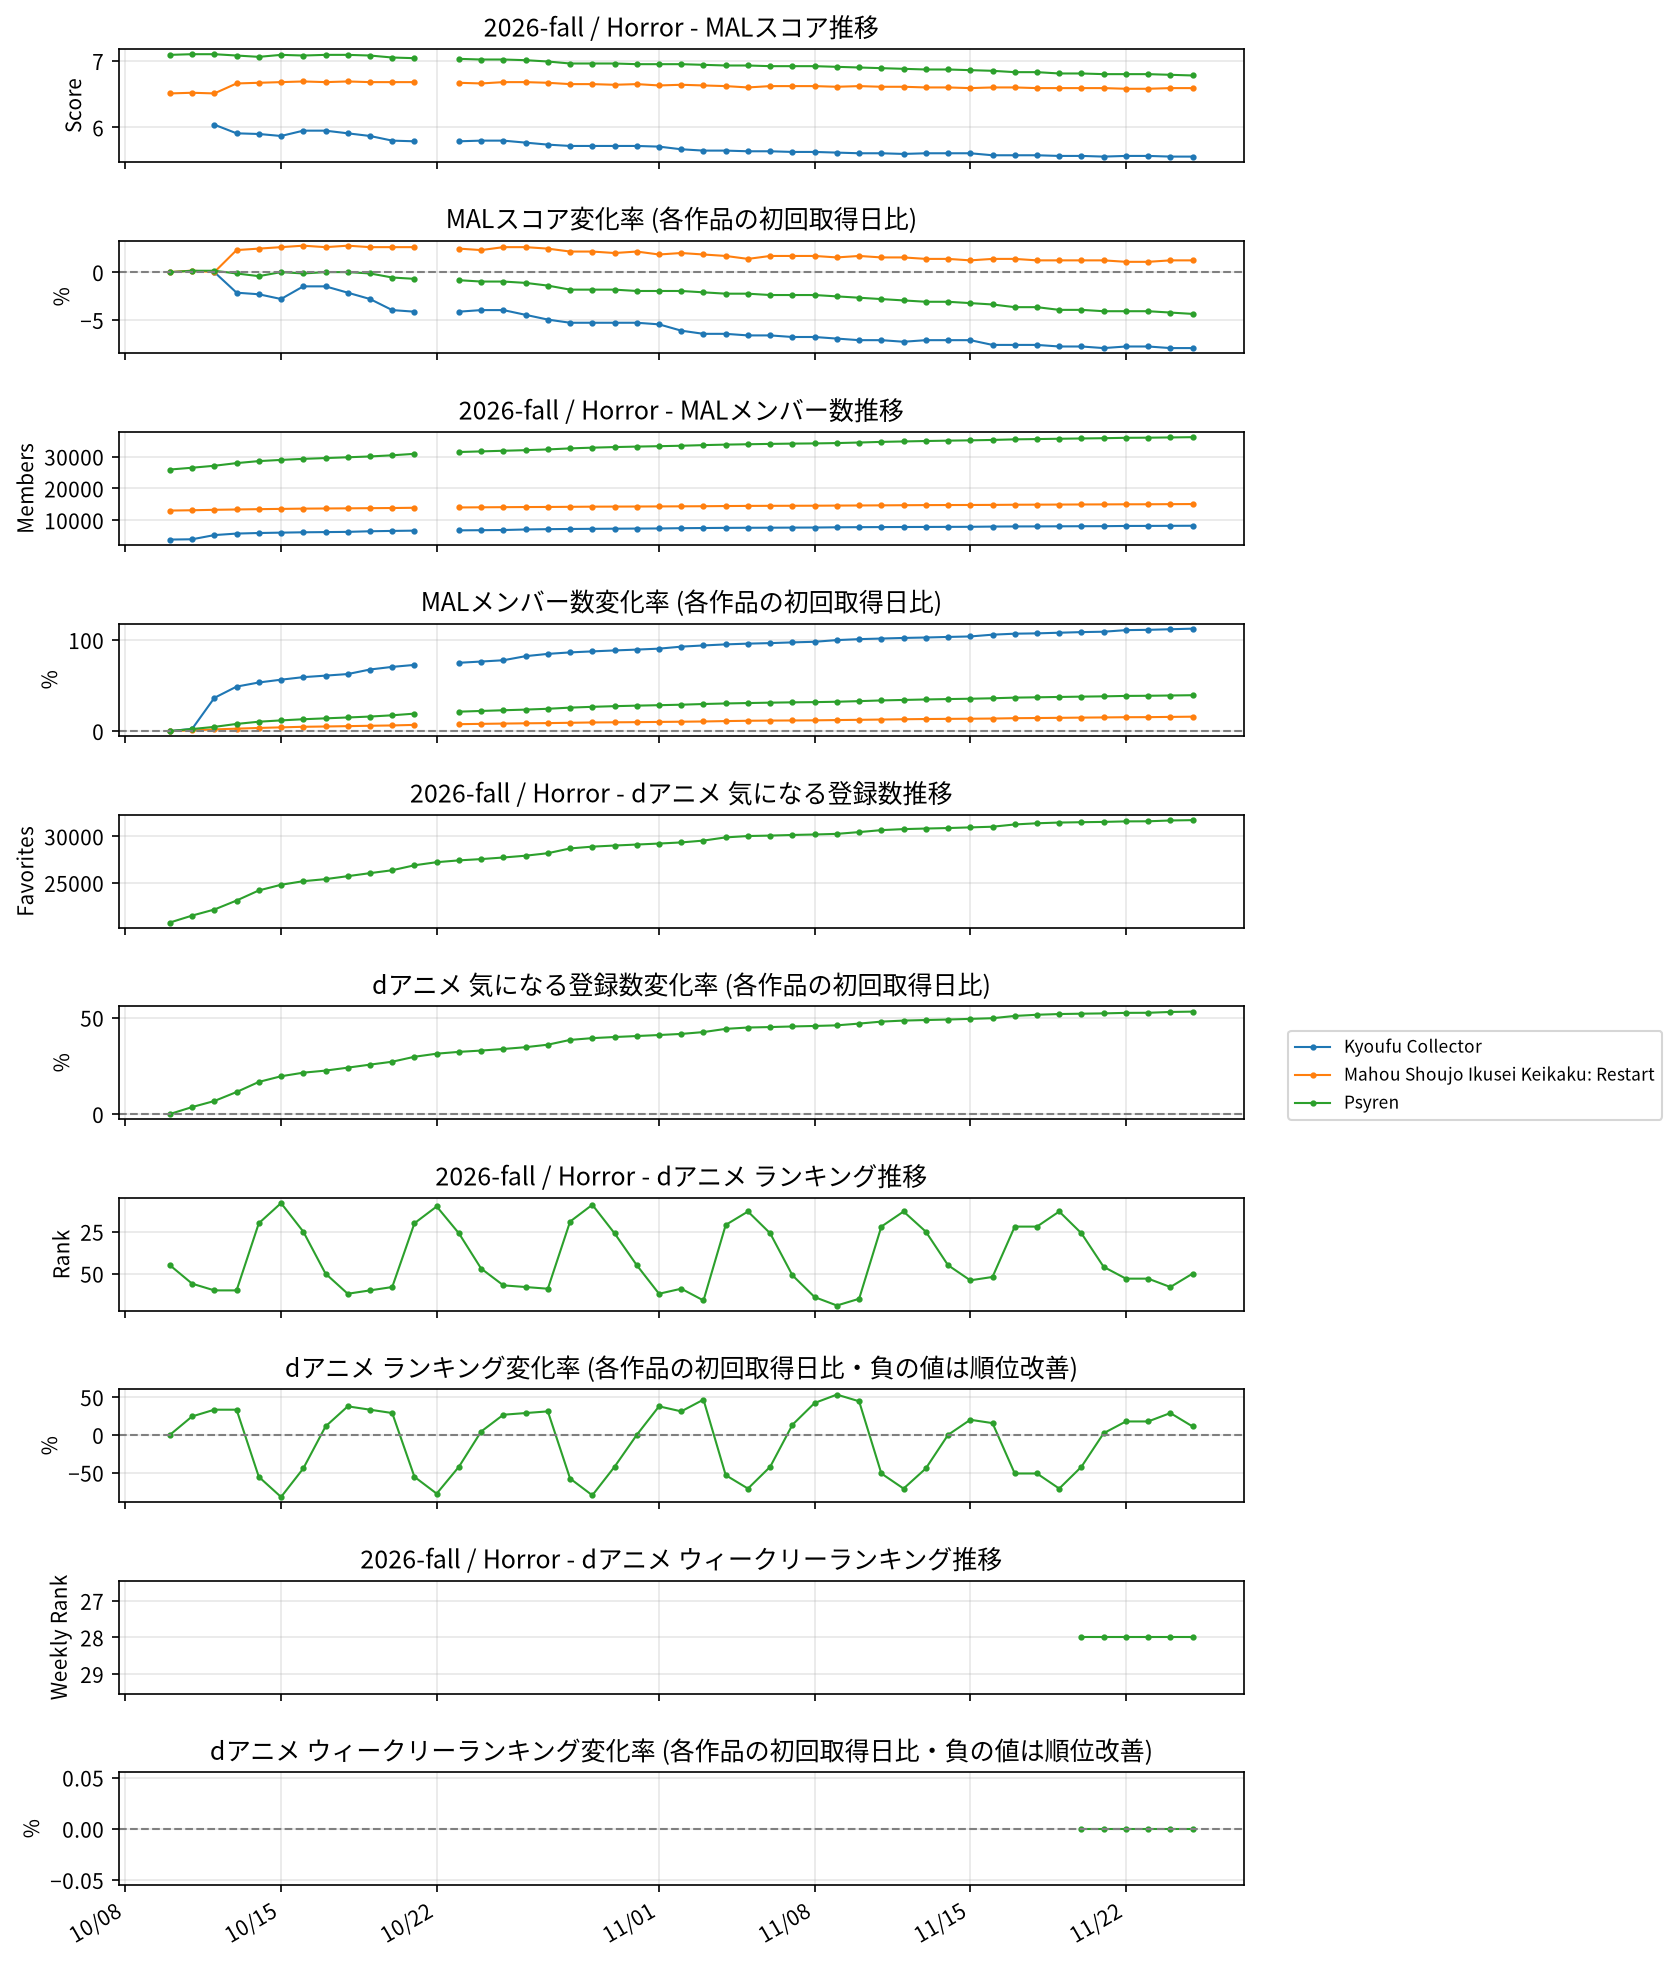 2026-fall / Horror - MALスコア推移
Score
7
6
MALスコア変化率 (各作品の初回取得日比)
%
0
−5
2026-fall / Horror - MALメンバー数推移
Members
30000
20000
10000
MALメンバー数変化率 (各作品の初回取得日比)
%
100
0
2026-fall / Horror - dアニメ 気になる登録数推移
Favorites
30000
25000
dアニメ 気になる登録数変化率 (各作品の初回取得日比)
%
50
0
Kyoufu Collector
Mahou Shoujo Ikusei Keikaku: Restart
Psyren
2026-fall / Horror - dアニメ ランキング推移
Rank
25
50
dアニメ ランキング変化率 (各作品の初回取得日比・負の値は順位改善)
%
50
0
−50
2026-fall / Horror - dアニメ ウィークリーランキング推移
Weekly Rank
27
28
29
dアニメ ウィークリーランキング変化率 (各作品の初回取得日比・負の値は順位改善)
%
0.05
0.00
−0.05
10/08
10/15
10/22
11/01
11/08
11/15
11/22